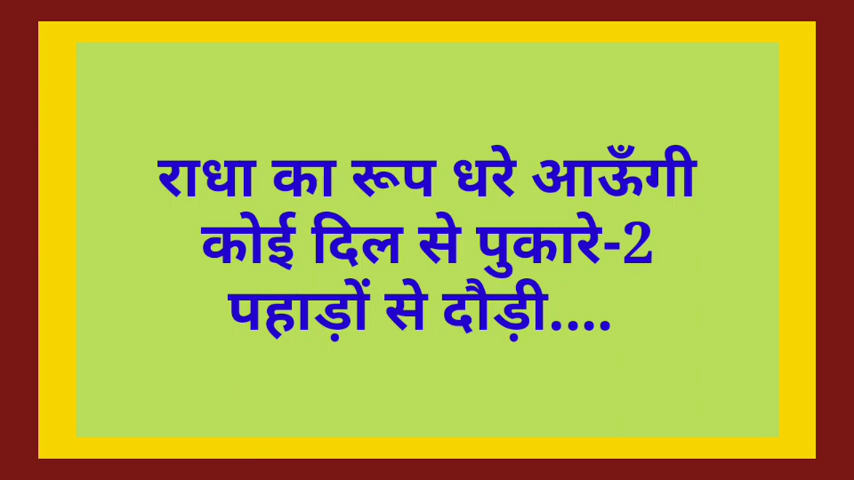 राधा का रूप धरे आऊँगी
कोई दिल से पुकारे-2
पहाड़ों से दौड़ी....